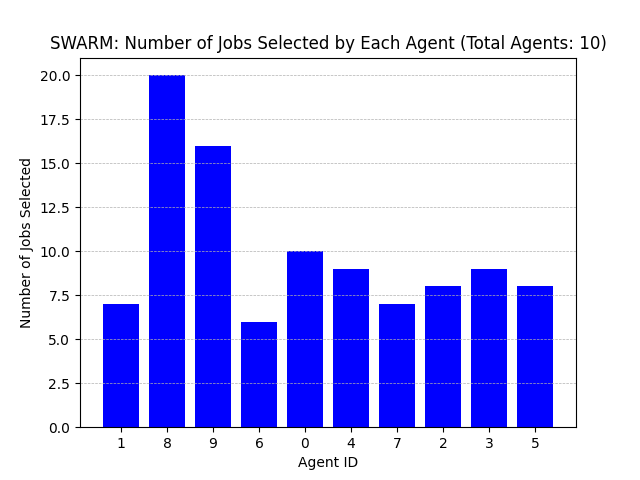 SWARM: Number of Jobs Selected by Each Agent (Total Agents: 10)
20.0
17.5
15.0
12.5
10.0
7.5
5.0
2.5
0.0
Number of Jobs Selected
1 8 9 6 0 4 7 2 3 5
Agent ID